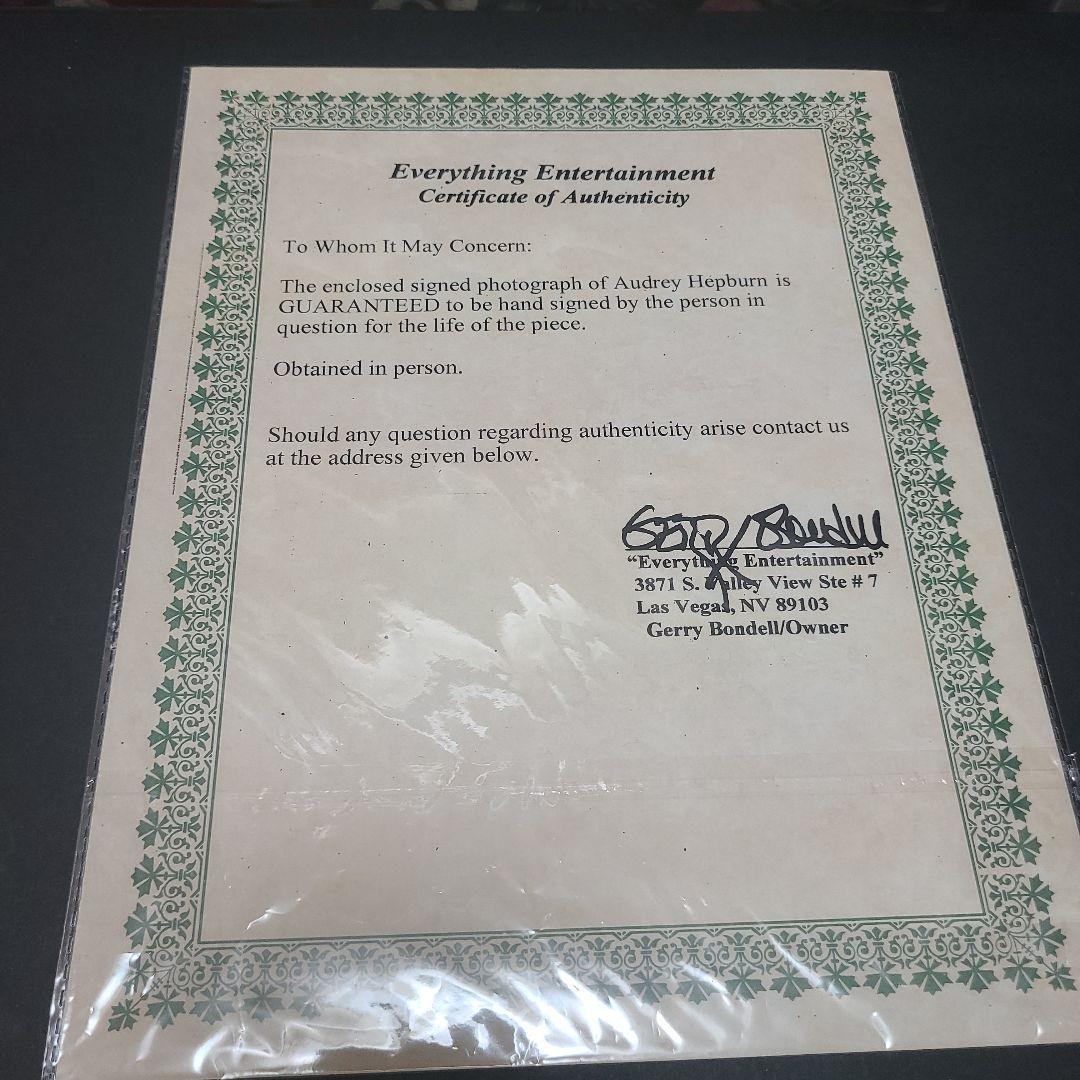 Everything Entertainment
Certificate of Authenticity
To Whom It May Concern:
The enclosed signed photograph of Audrey Hepburn is
GUARANTEED to be hand signed by the person in
question for the life of the piece.
Obtained in person.
Should any question regarding authenticity arise contact us
at the address given below.
Gerry Bondell
“Everything Entertainment”
3871 S. Valley View Ste # 7
Las Vegas, NV 89103
Gerry Bondell/Owner